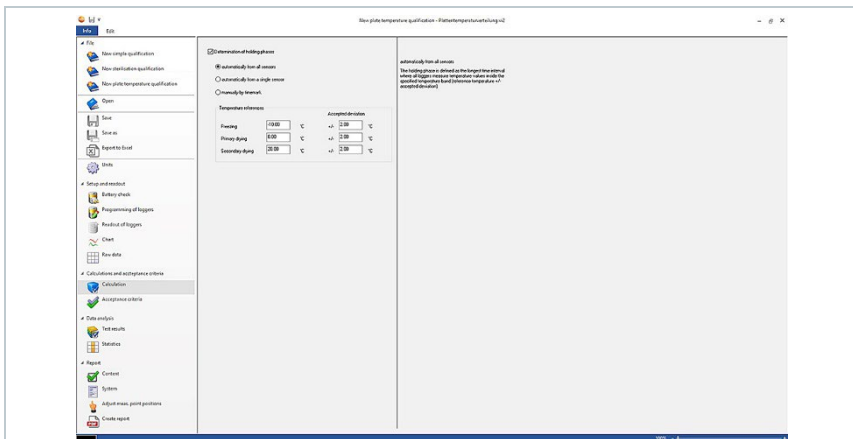 New plate temperature qualification - Plattentemperaturverteilung.vi2
Info Edit
File
New simple qualification
New sterilisation qualification
New plate temperature qualification
Open
Save
Save as
Export to Excel
Units
Setup and readout
Battery check
Programming of loggers
Readout of loggers
Chart
Raw data
Calculations and acceptance criteria
Calculation
Acceptance criteria
Data analysis
Test results
Statistics
Report
Content
System
Adjust meas. point positions
Create report
Determination of holding phases
automatically from all sensors
automatically from a single sensor
manually by timemark
Temperature references
Accepted deviation
Freezing °C +/- 2.00 °C
Primary drying 0.00 °C +/- 2.00 °C
Secondary drying 20.00 °C +/- 2.00 °C
automatically from all sensors
The holding phase is defined as the longest time interval
where all loggers measure temperature values inside the
specified temperature band (reference temperature +/-
accepted deviation)